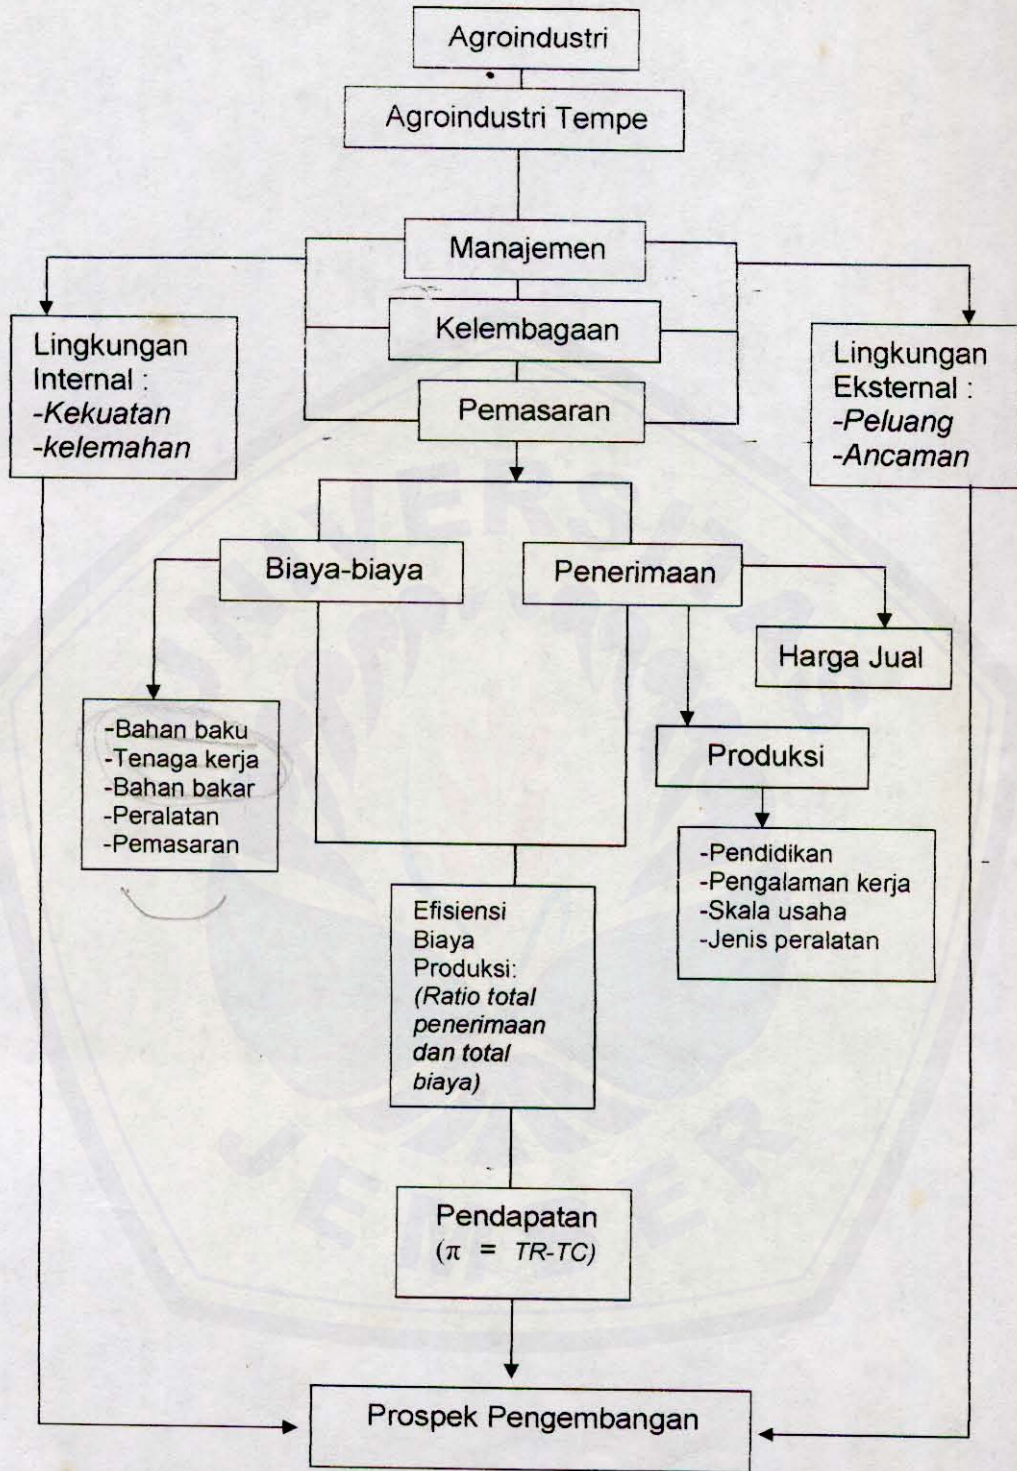 Agroindustri
Agroindustri Tempe
Manajemen
Kelembagaan
Pemasaran
Lingkungan
Internal :
-Kekuatan
-kelemahan
Lingkungan
Eksternal :
-Peluang
-Ancaman
Biaya-biaya
Penerimaan
Harga Jual
-Bahan baku
-Tenaga kerja
-Bahan bakar
-Peralatan
-Pemasaran
Produksi
-Pendidikan
-Pengalaman kerja
-Skala usaha
-Jenis peralatan
Efisiensi
Biaya
Produksi:
(Ratio total
penerimaan
dan total
biaya)
Pendapatan
(π = TR-TC)
Prospek Pengembangan
UNIVERSITAS
JEMBER